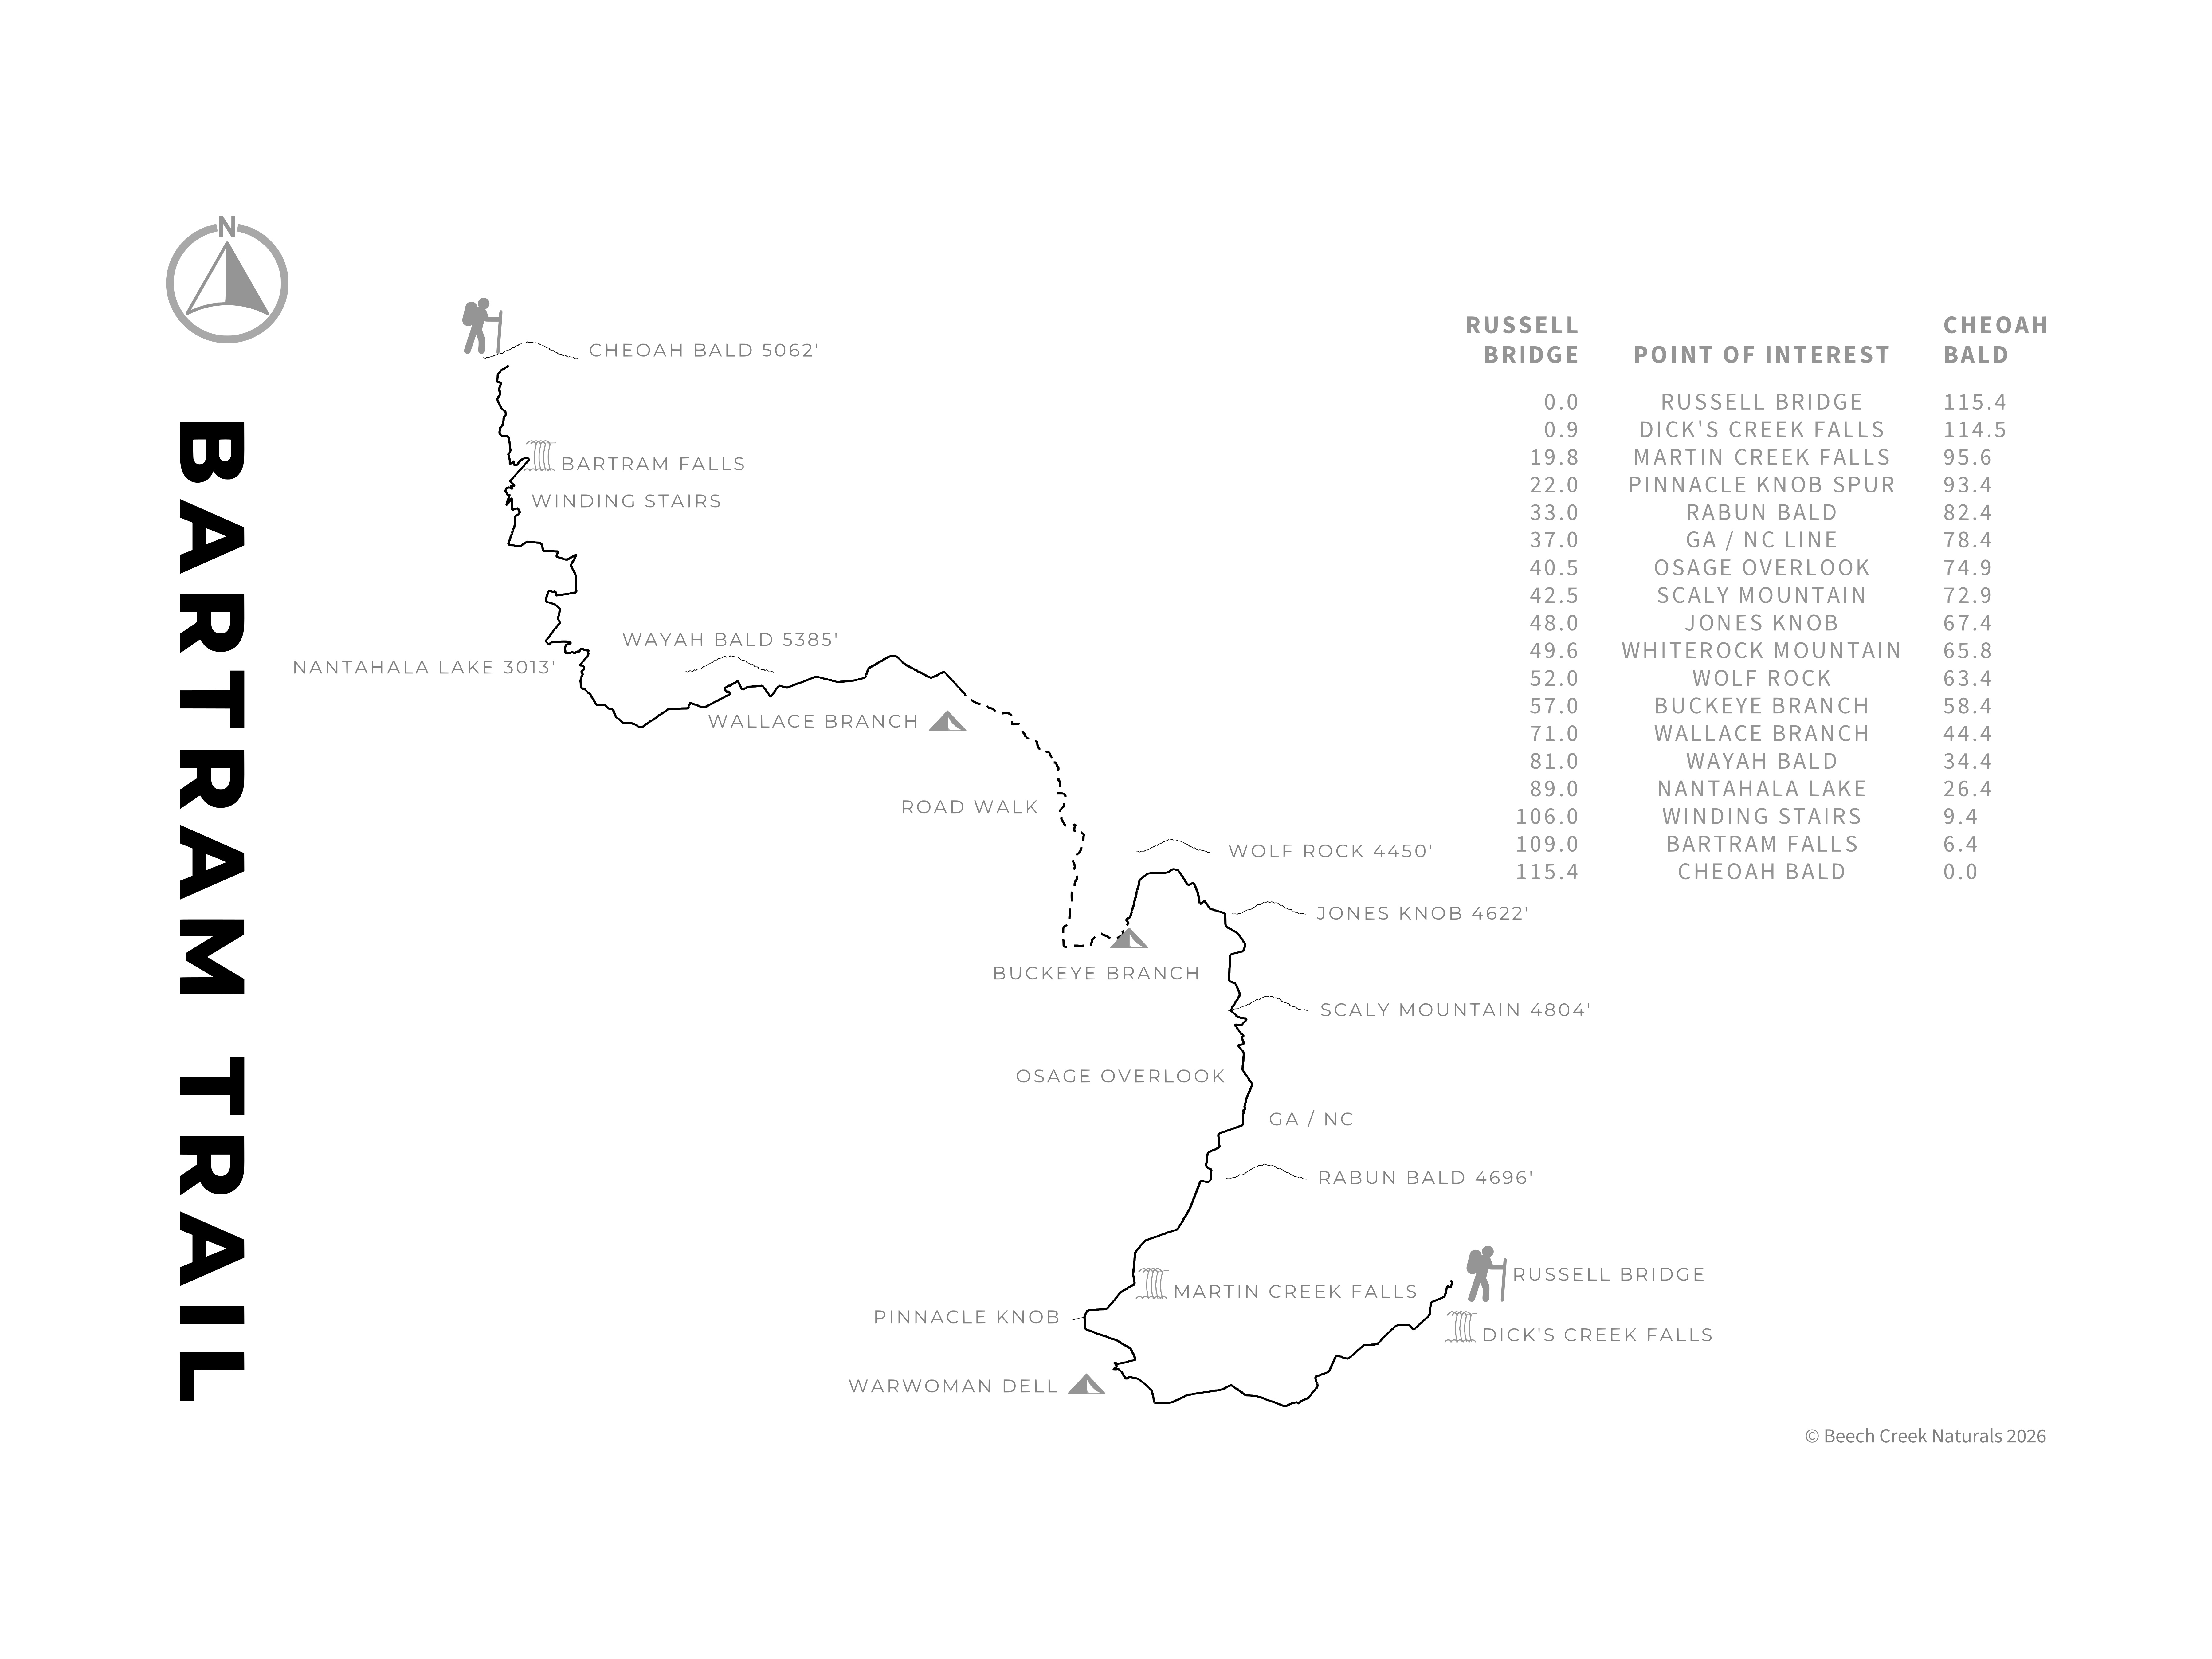 N
BARTRAM TRAIL
CHEOAH BALD 5062'
BARTRAM FALLS
WINDING STAIRS
WAYAH BALD 5385'
NANTAHALA LAKE 3013'
WALLACE BRANCH
ROAD WALK
WOLF ROCK 4450'
JONES KNOB 4622'
BUCKEYE BRANCH
SCALY MOUNTAIN 4804'
OSAGE OVERLOOK
GA / NC
RABUN BALD 4696'
RUSSELL BRIDGE
MARTIN CREEK FALLS
PINNACLE KNOB
DICK'S CREEK FALLS
WARWOMAN DELL
RUSSELL CHEOAH
BRIDGE POINT OF INTEREST BALD
0.0 RUSSELL BRIDGE 115.4
0.9 DICK'S CREEK FALLS 114.5
19.8 MARTIN CREEK FALLS 95.6
22.0 PINNACLE KNOB SPUR 93.4
33.0 RABUN BALD 82.4
37.0 GA / NC LINE 78.4
40.5 OSAGE OVERLOOK 74.9
42.5 SCALY MOUNTAIN 72.9
48.0 JONES KNOB 67.4
49.6 WHITEROCK MOUNTAIN 65.8
52.0 WOLF ROCK 63.4
57.0 BUCKEYE BRANCH 58.4
71.0 WALLACE BRANCH 44.4
81.0 WAYAH BALD 34.4
89.0 NANTAHALA LAKE 26.4
106.0 WINDING STAIRS 9.4
109.0 BARTRAM FALLS 6.4
115.4 CHEOAH BALD 0.0
© Beech Creek Naturals 2026